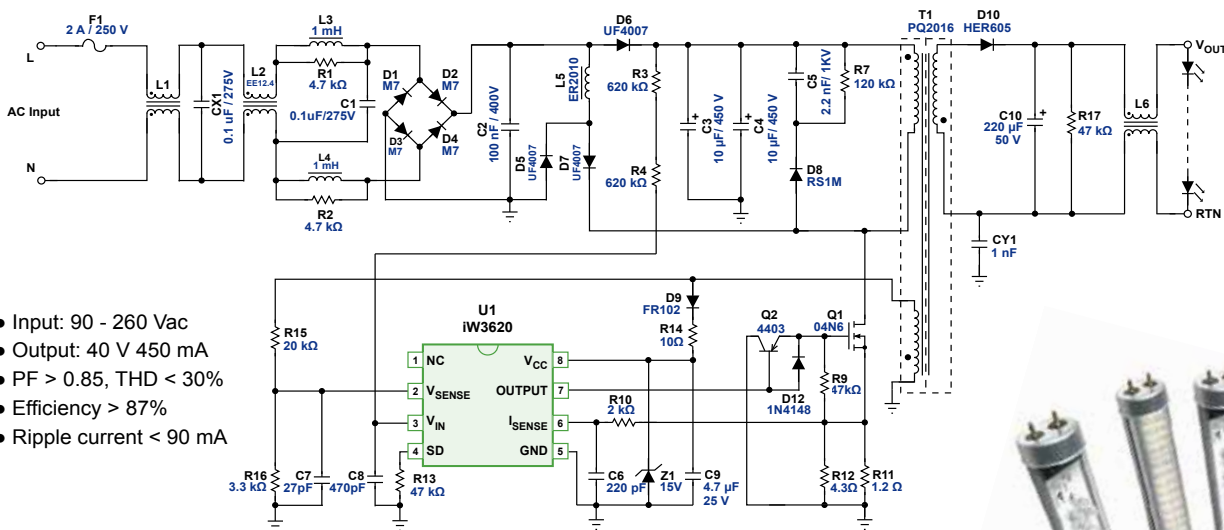 F1
2 A / 250 V
L
AC Input
N
L1
CX1
0.1 uF / 275V
L2
EE12.4
L3
1 mH
R1
4.7 kΩ
C1
0.1uF/275V
L4
1 mH
R2
4.7 kΩ
D1
M7
D2
M7
D3
M7
D4
M7
C2
100 nF / 400V
L5
ER2010
D5
UF4007
D7
UF4007
D6
UF4007
R3
620 kΩ
R4
620 kΩ
C3
10 µF/ 450 V
+
C4
10 µF/ 450 V
+
C5
2.2 nF/ 1KV
R7
120 kΩ
D8
RS1M
T1
PQ2016
D10
HER605
C10
220 µF
50 V
+
R17
47 kΩ
L6
VOUT
RTN
CY1
1 nF
● Input: 90 - 260 Vac
● Output: 40 V 450 mA
● PF > 0.85, THD < 30%
● Efficiency > 87%
● Ripple current < 90 mA
R15
20 kΩ
R16
3.3 kΩ
C7
27pF
C8
470pF
R13
47 kΩ
U1
iW3620
1 NC
2 VSENSE
3 VIN
4 SD
VCC 8
OUTPUT 7
ISENSE 6
GND 5
D9
FR102
R14
10Ω
R10
2 kΩ
C6
220 pF
Z1
15V
C9
4.7 µF
25 V
Q2
4403
D12
1N4148
Q1
04N6
R9
47kΩ
R12
4.3Ω
R11
1.2 Ω